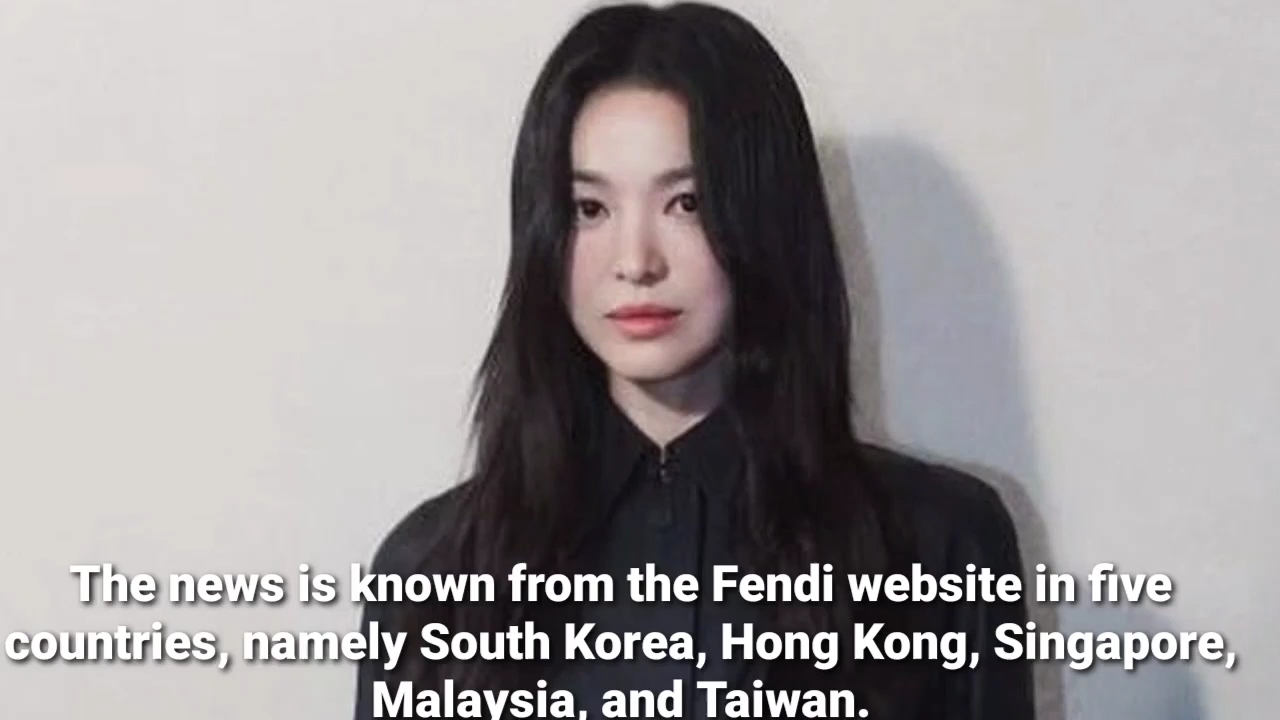 The news is known from the Fendi website in five
countries, namely South Korea, Hong Kong, Singapore,
Malaysia, and Taiwan.